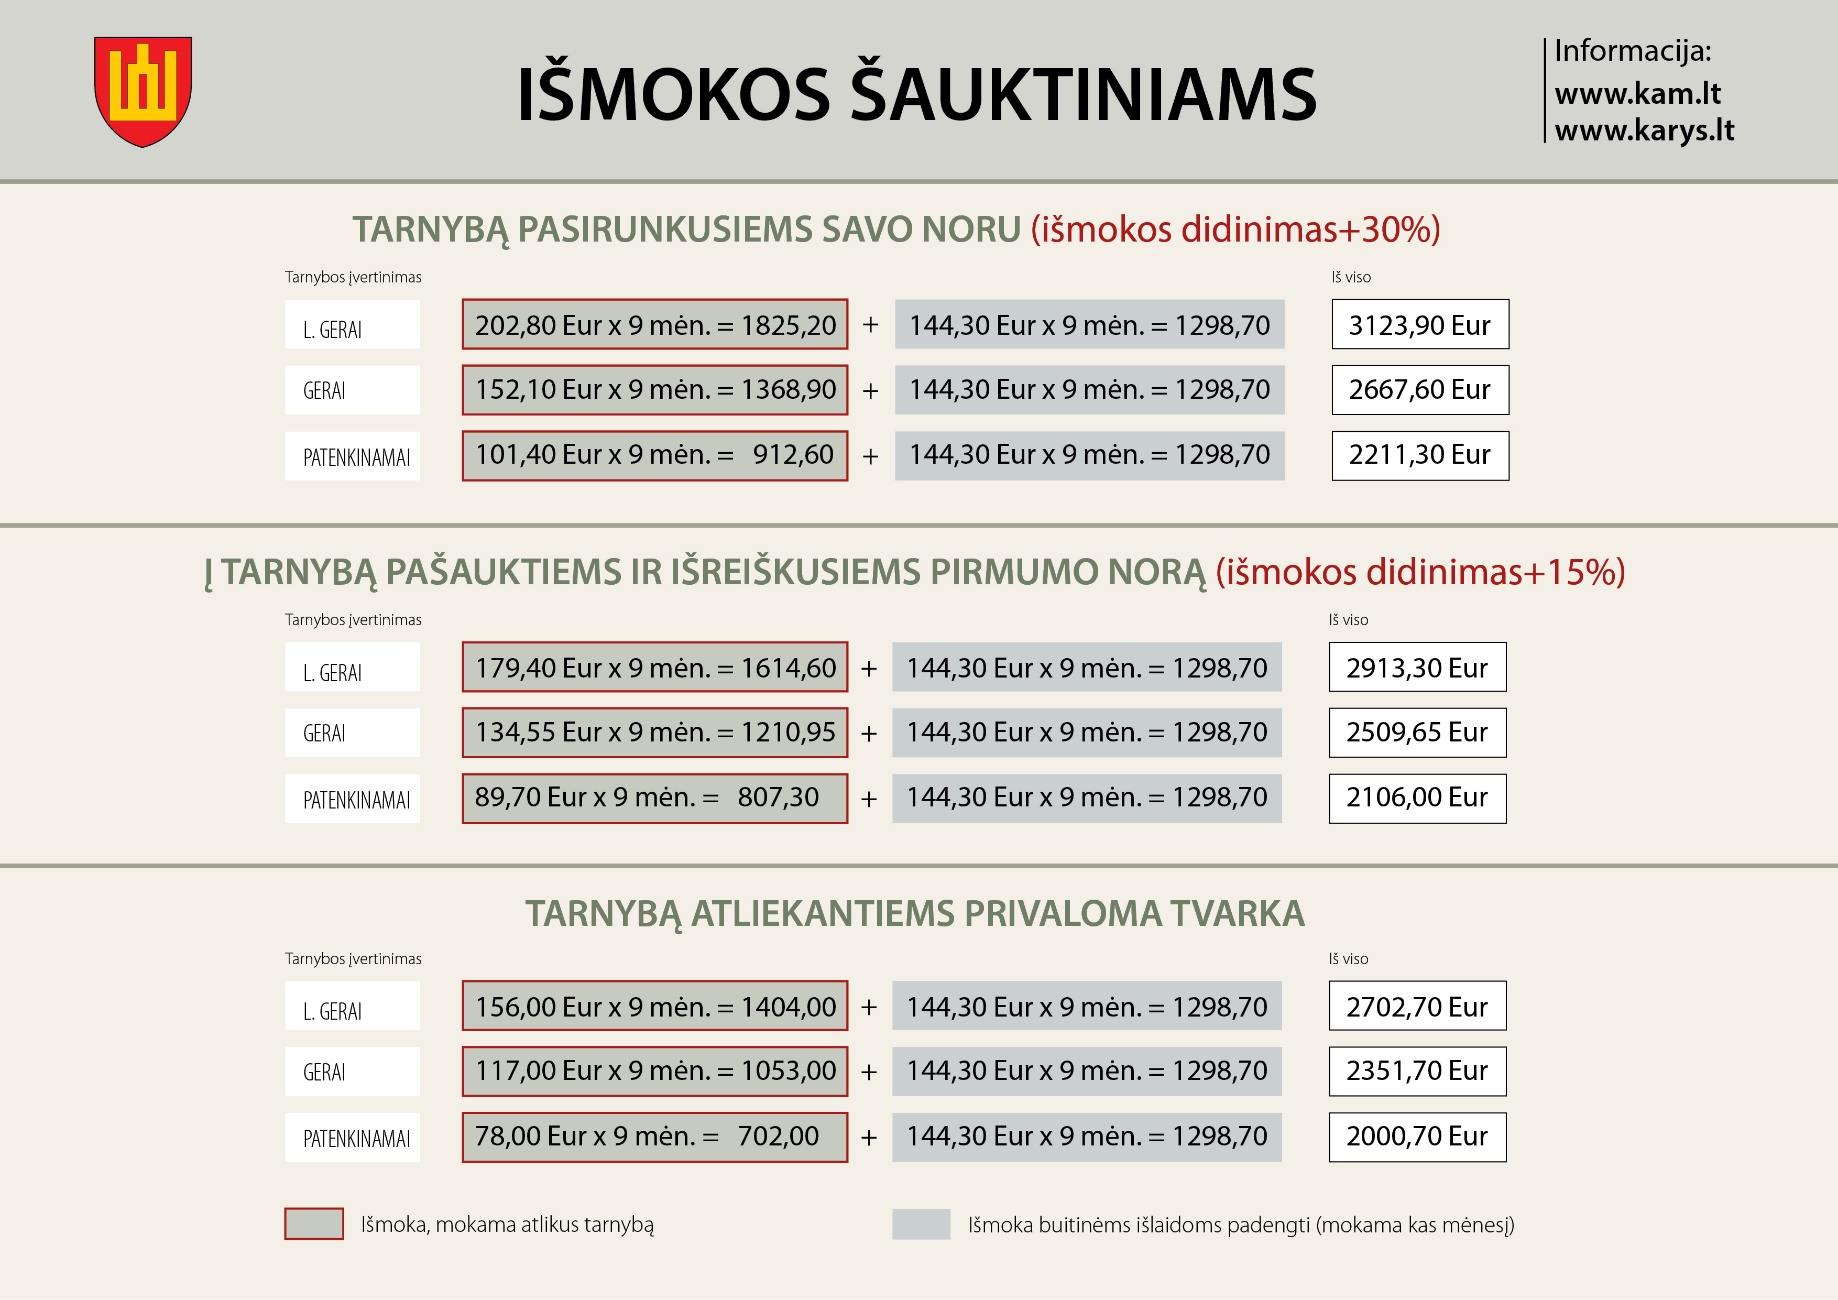 IŠMOKOS ŠAUKTINIAMS
Informacija:
www.kam.lt
www.karys.lt
TARNYBĄ PASIRUNKUSIEMS SAVO NORU (išmokos didinimas+30%)
Tarnybos įvertinimas Iš viso
L. GERAI 202,80 Eur x 9 mėn. = 1825,20 + 144,30 Eur x 9 mėn. = 1298,70 3123,90 Eur
GERAI 152,10 Eur x 9 mėn. = 1368,90 + 144,30 Eur x 9 mėn. = 1298,70 2667,60 Eur
PATENKINAMAI 101,40 Eur x 9 mėn. = 912,60 + 144,30 Eur x 9 mėn. = 1298,70 2211,30 Eur
Į TARNYBĄ PAŠAUKTIEMS IR IŠREIŠKUSIEMS PIRMUMO NORĄ (išmokos didinimas+15%)
Tarnybos įvertinimas Iš viso
L. GERAI 179,40 Eur x 9 mėn. = 1614,60 + 144,30 Eur x 9 mėn. = 1298,70 2913,30 Eur
GERAI 134,55 Eur x 9 mėn. = 1210,95 + 144,30 Eur x 9 mėn. = 1298,70 2509,65 Eur
PATENKINAMAI 89,70 Eur x 9 mėn. = 807,30 + 144,30 Eur x 9 mėn. = 1298,70 2106,00 Eur
TARNYBĄ ATLIEKANTIEMS PRIVALOMA TVARKA
Tarnybos įvertinimas Iš viso
L. GERAI 156,00 Eur x 9 mėn. = 1404,00 + 144,30 Eur x 9 mėn. = 1298,70 2702,70 Eur
GERAI 117,00 Eur x 9 mėn. = 1053,00 + 144,30 Eur x 9 mėn. = 1298,70 2351,70 Eur
PATENKINAMAI 78,00 Eur x 9 mėn. = 702,00 + 144,30 Eur x 9 mėn. = 1298,70 2000,70 Eur
Išmoka, mokama atlikus tarnybą Išmoka buitinėms išlaidoms padengti (mokama kas mėnesį)